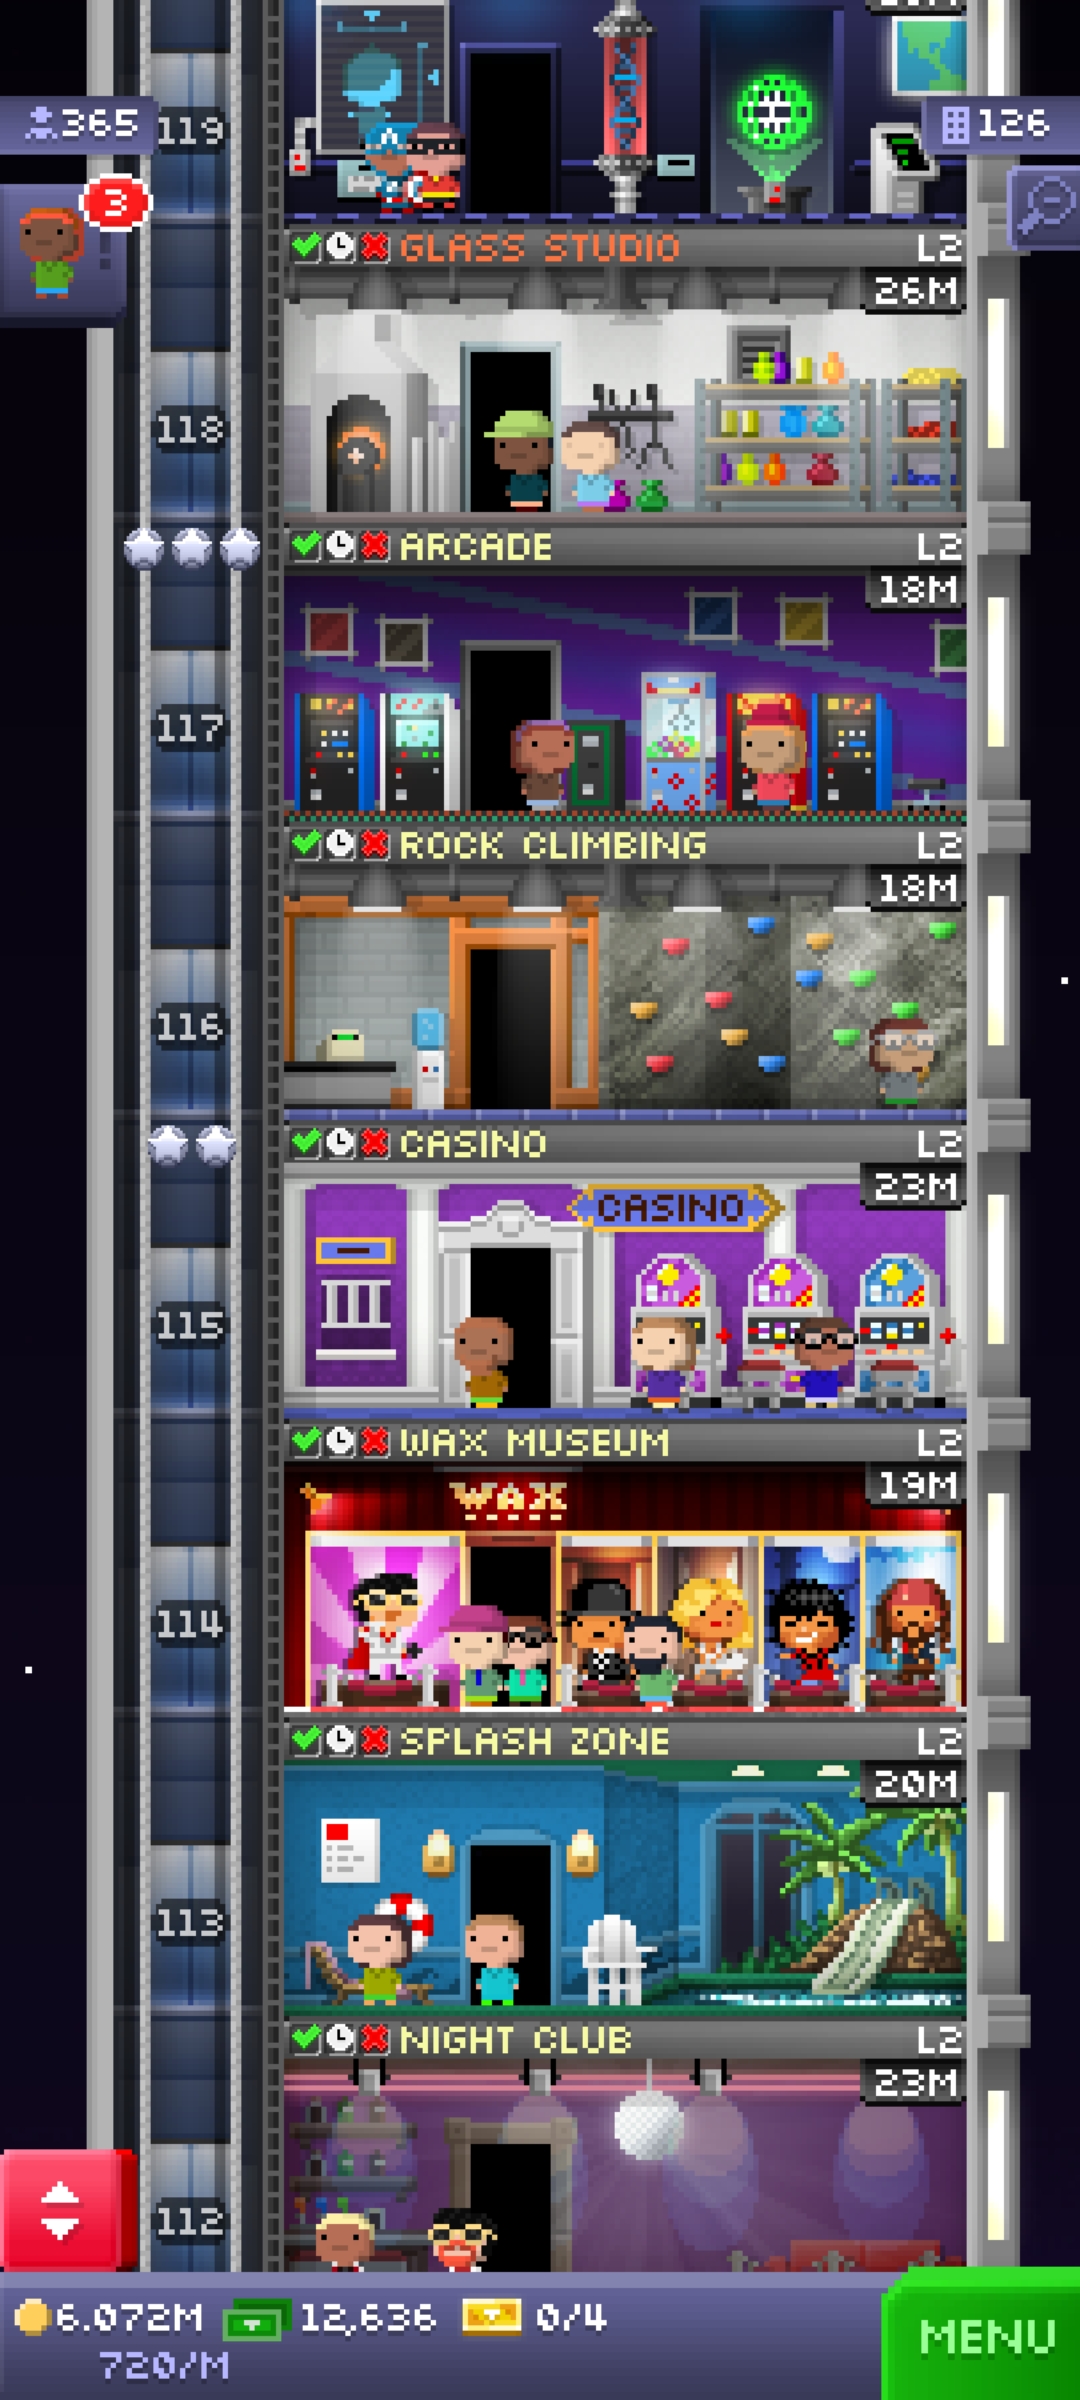 365
119
126
3
GLASS STUDIO L2
26M
118
ARCADE L2
18M
117
ROCK CLIMBING L2
18M
116
CASINO L2
23M
CASINO
115
WAX MUSEUM L2
19M
WAX
114
SPLASH ZONE L2
20M
113
NIGHT CLUB L2
23M
112
6.072M 12,636 0/4
720/M
MENU